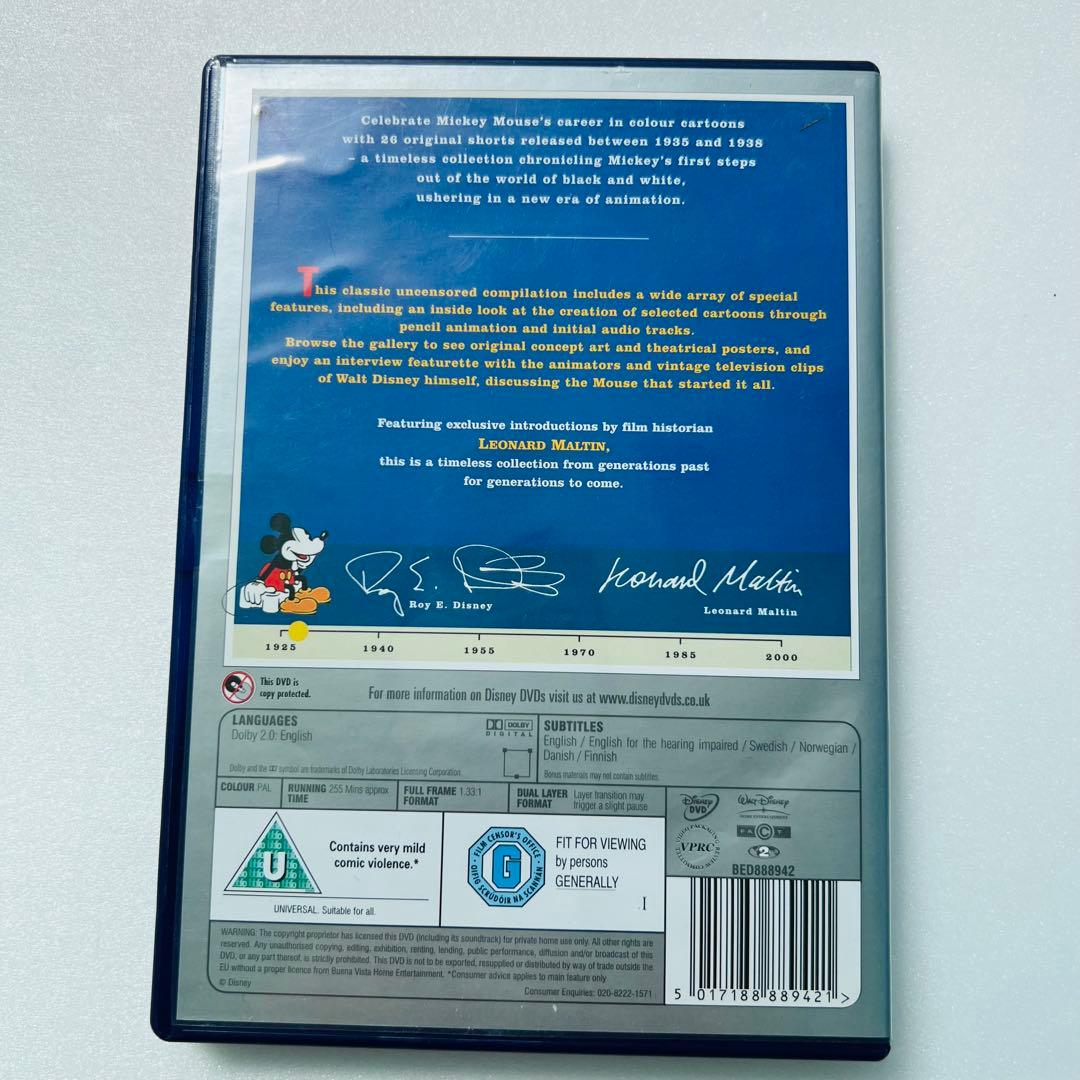 Celebrate Mickey Mouse's career in colour cartoons
with 26 original shorts released between 1935 and 1938
– a timeless collection chronicling Mickey's first steps
out of the world of black and white,
ushering in a new era of animation.
This classic uncensored compilation includes a wide array of special
features, including an inside look at the creation of selected cartoons through
pencil animation and initial audio tracks.
Browse the gallery to see original concept art and theatrical posters, and
enjoy an interview featurette with the animators and vintage television clips
of Walt Disney himself, discussing the Mouse that started it all.
Featuring exclusive introductions by film historian
LEONARD MALTIN,
this is a timeless collection from generations past
for generations to come.
Roy E. Disney
Leonard Maltin
Roy E. Disney
Leonard Maltin
1925 1940 1955 1970 1985 2000
This DVD is
copy protected.
For more information on Disney DVDs visit us at www.disneydvds.co.uk
LANGUAGES
Dolby 2.0: English
DOLBY
DIGITAL
Dolby and the DD symbol are trademarks of Dolby Laboratories Licensing Corporation.
SUBTITLES
English / English for the hearing impaired / Swedish / Norwegian /
Danish / Finnish
Bonus materials may not contain subtitles.
COLOUR PAL
RUNNING 255 Mins approx
TIME
FULL FRAME 1.33:1
FORMAT
DUAL LAYER Layer transition may
FORMAT trigger a slight pause
Disney
DVD
Walt Disney
HOME ENTERTAINMENT
FACT
VIDEO PACKAGING REVIEW COMMITTEE
VPRC
2
BED888942
U
Contains very mild
comic violence.*
UNIVERSAL. Suitable for all.
FILM CENSOR'S OFFICE
G
OIFIG SCRÚDÓIR NA SCANNÁN
FIT FOR VIEWING
by persons
GENERALLY
I
WARNING: The copyright proprietor has licensed this DVD (including its soundtrack) for private home use only. All other rights are
reserved. Any unauthorised copying, editing, exhibition, renting, lending, public performance, diffusion and/or broadcast of this
DVD, or any part thereof, is strictly prohibited. This DVD is not to be exported, resupplied or distributed by way of trade outside the
EU without a proper licence from Buena Vista Home Entertainment. *Consumer advice applies to main feature only
© Disney
Consumer Enquiries: 020-8222-1571
5 017188 889421 >